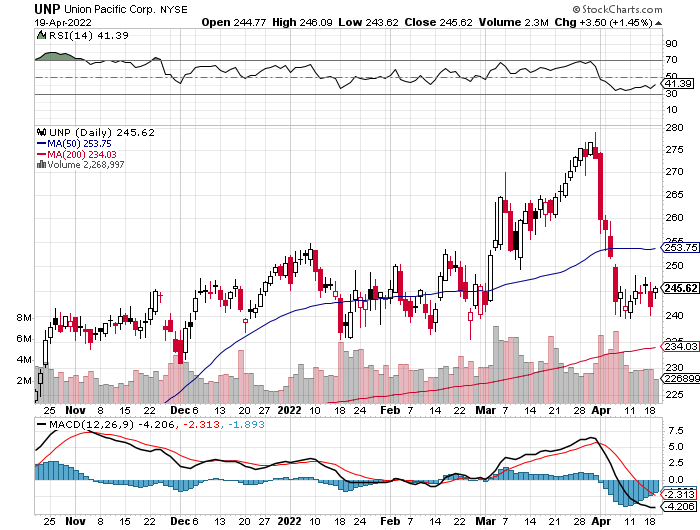 UNP Union Pacific Corp. NYSE
© StockCharts.com
19-Apr-2022 Open 244.77 High 246.09 Low 243.62 Close 245.62 Volume 2.3M Chg +3.50 (+1.45%)
RSI(14) 41.39
90
70
50
41.39
30
10
UNP (Daily) 245.62
MA(50) 253.75
MA(200) 234.03
Volume 2,268,997
280
275
270
265
260
255
253.75
250
245.62
240
234.03
230
2268997
225
8M
6M
4M
2M
25 Nov 8 15 22 Dec 6 13 20 27 2022 10 18 24 Feb 7 14 22 Mar 7 14 21 28 Apr 11 18
MACD(12,26,9) -4.206, -2.313, -1.893
7.5
5.0
2.5
0.0
-2.313
-4.206
25 Nov 8 15 22 Dec 6 13 20 27 2022 10 18 24 Feb 7 14 22 Mar 7 14 21 28 Apr 11 18